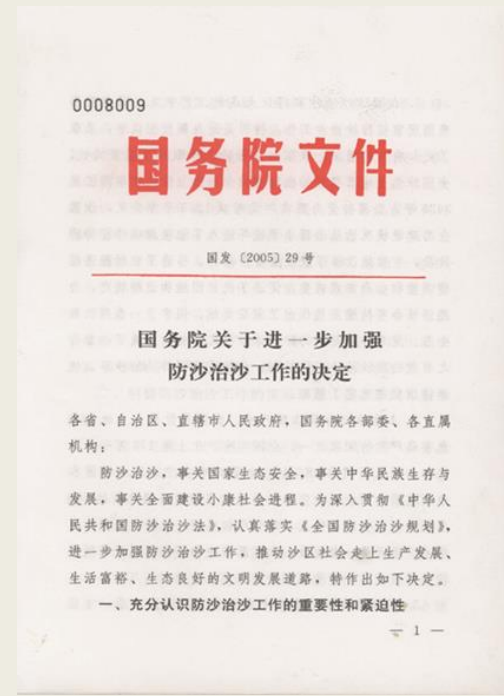 0008009
国务院文件
国发〔2005〕29号
国务院关于进一步加强
防沙治沙工作的决定
各省、自治区、直辖市人民政府，国务院各部委、各直属
机构：
防沙治沙，事关国家生态安全，事关中华民族生存与
发展，事关全面建设小康社会进程。为深入贯彻《中华人
民共和国防沙治沙法》，认真落实《全国防沙治沙规划》，
进一步加强防沙治沙工作，推动沙区社会走上生产发展、
生活富裕、生态良好的文明发展道路，特作出如下决定。
一、充分认识防沙治沙工作的重要性和紧迫性
— 1 —